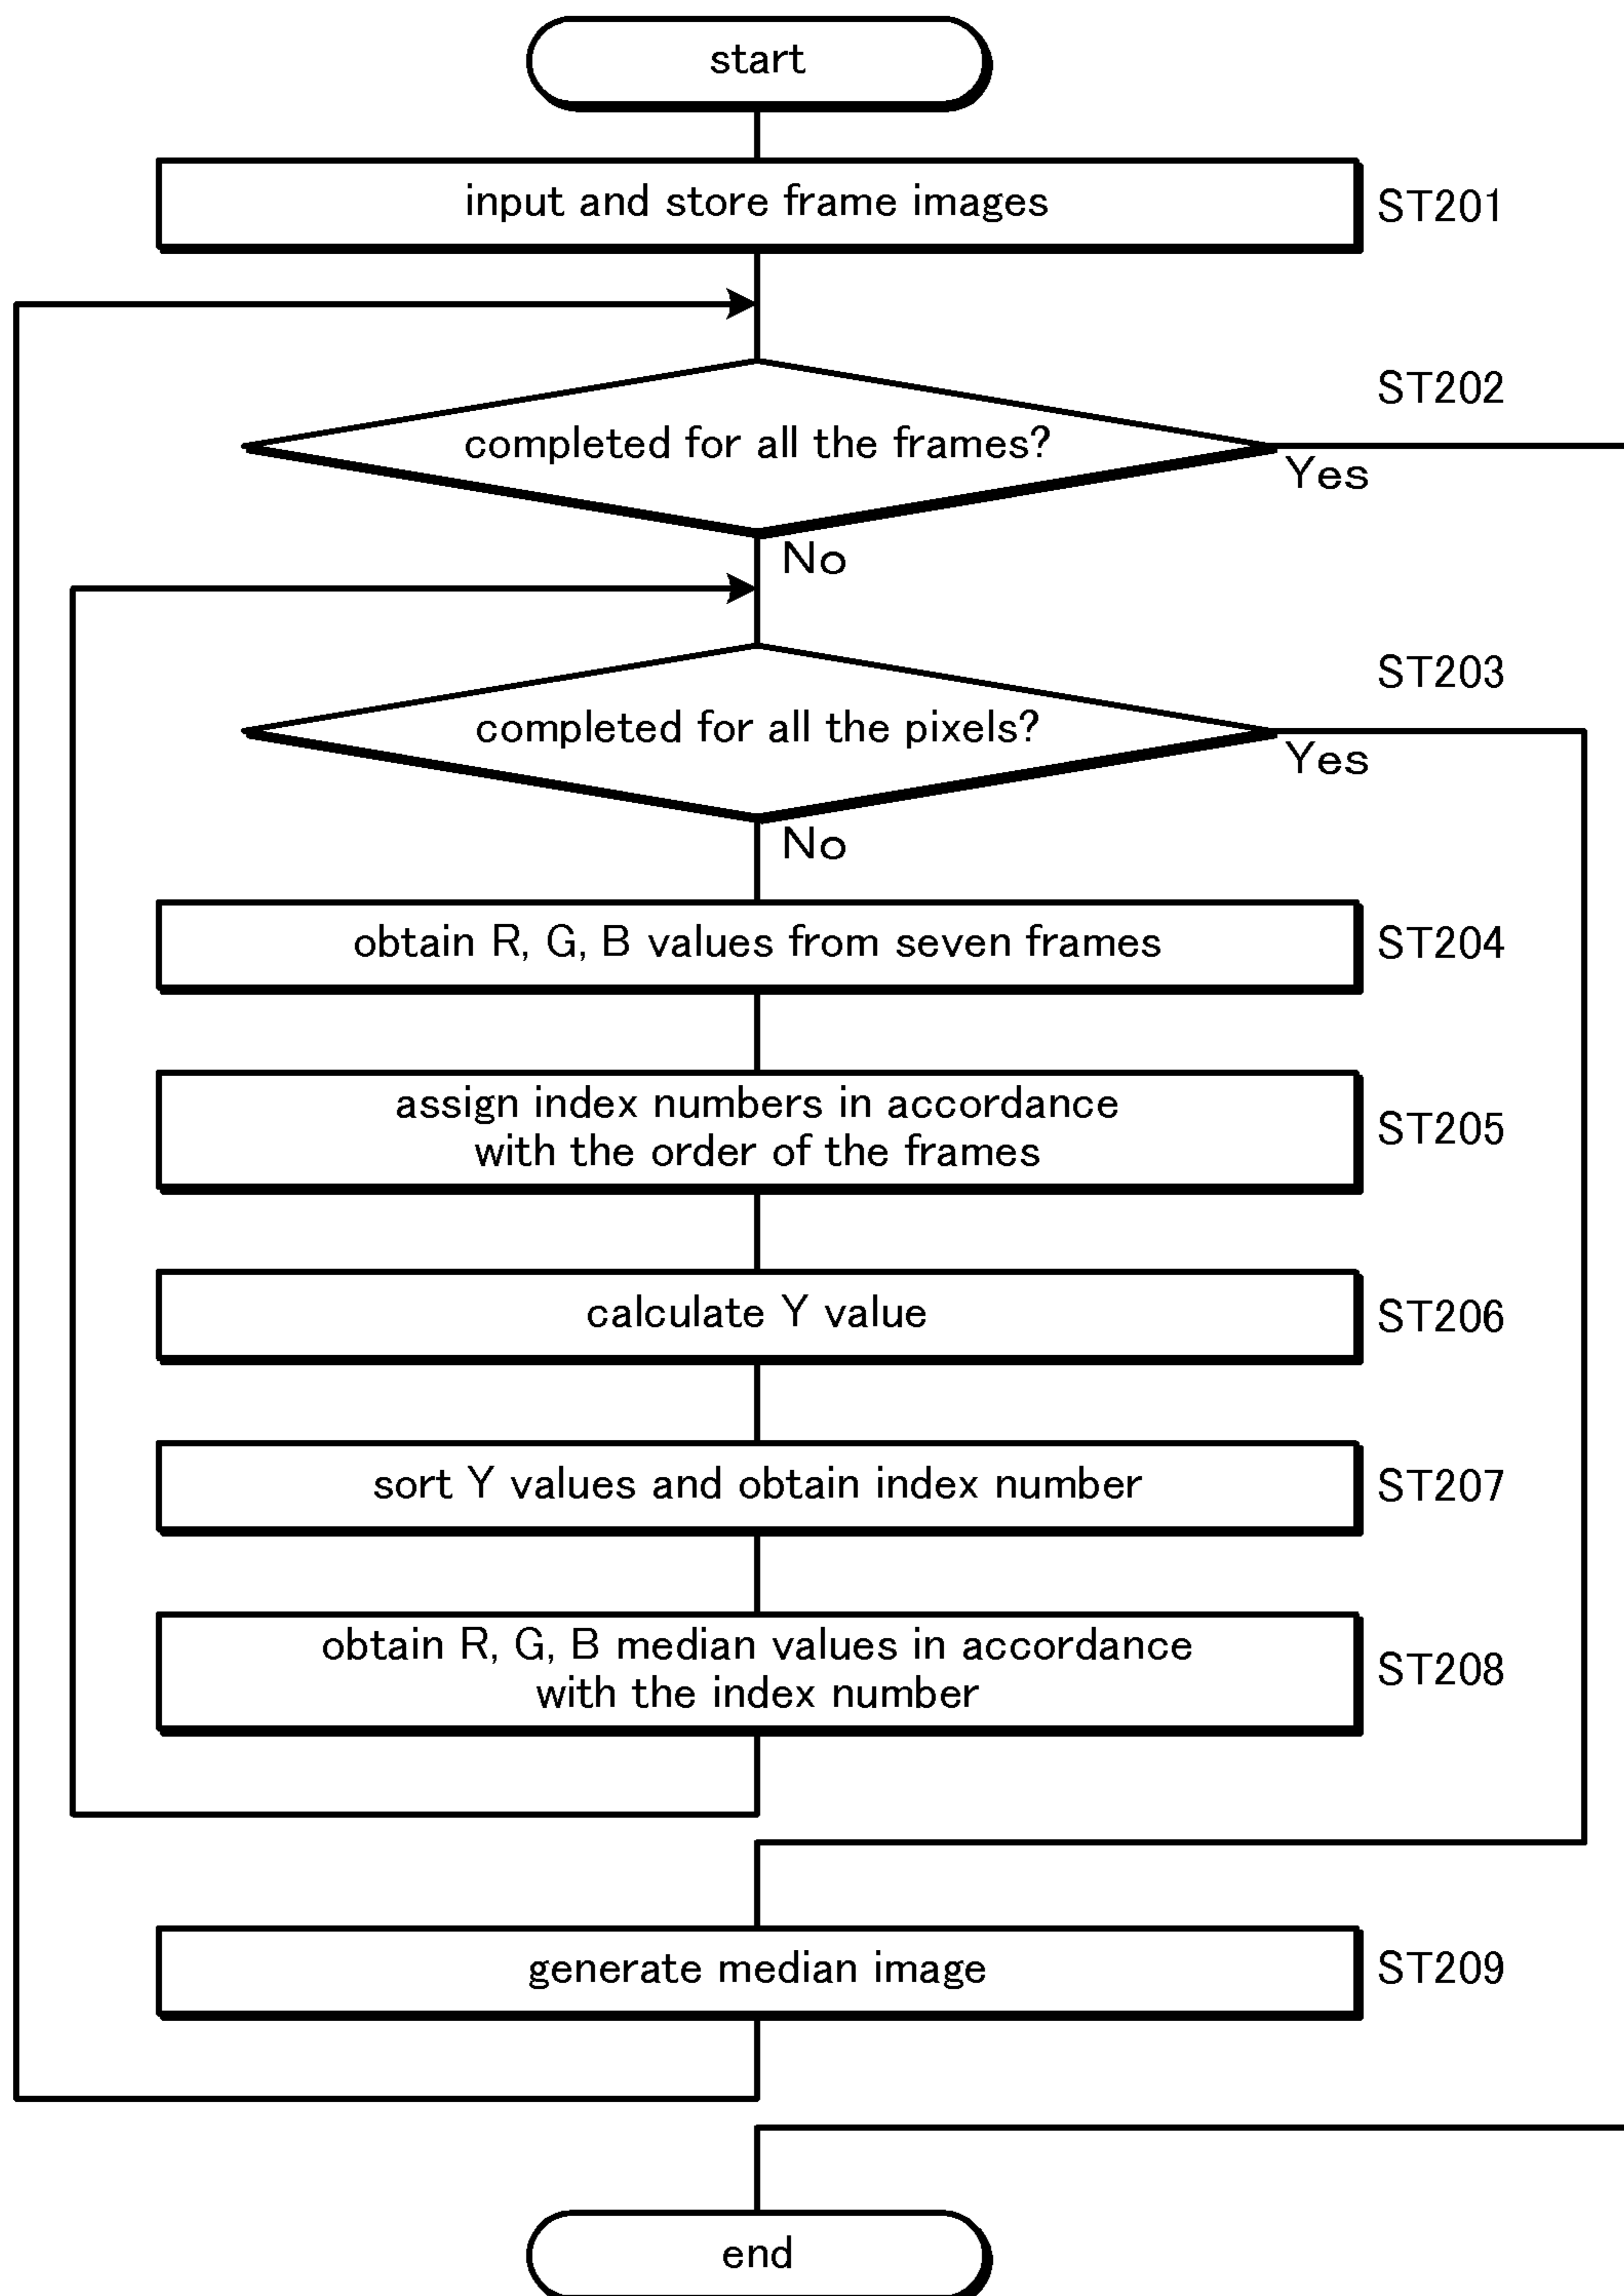 start
input and store frame images
ST201
ST202
completed for all the frames?
Yes
No
ST203
completed for all the pixels?
Yes
No
obtain R, G, B values from seven frames
ST204
assign index numbers in accordance
with the order of the frames
ST205
calculate Y value
ST206
sort Y values and obtain index number
ST207
obtain R, G, B median values in accordance
with the index number
ST208
generate median image
ST209
end